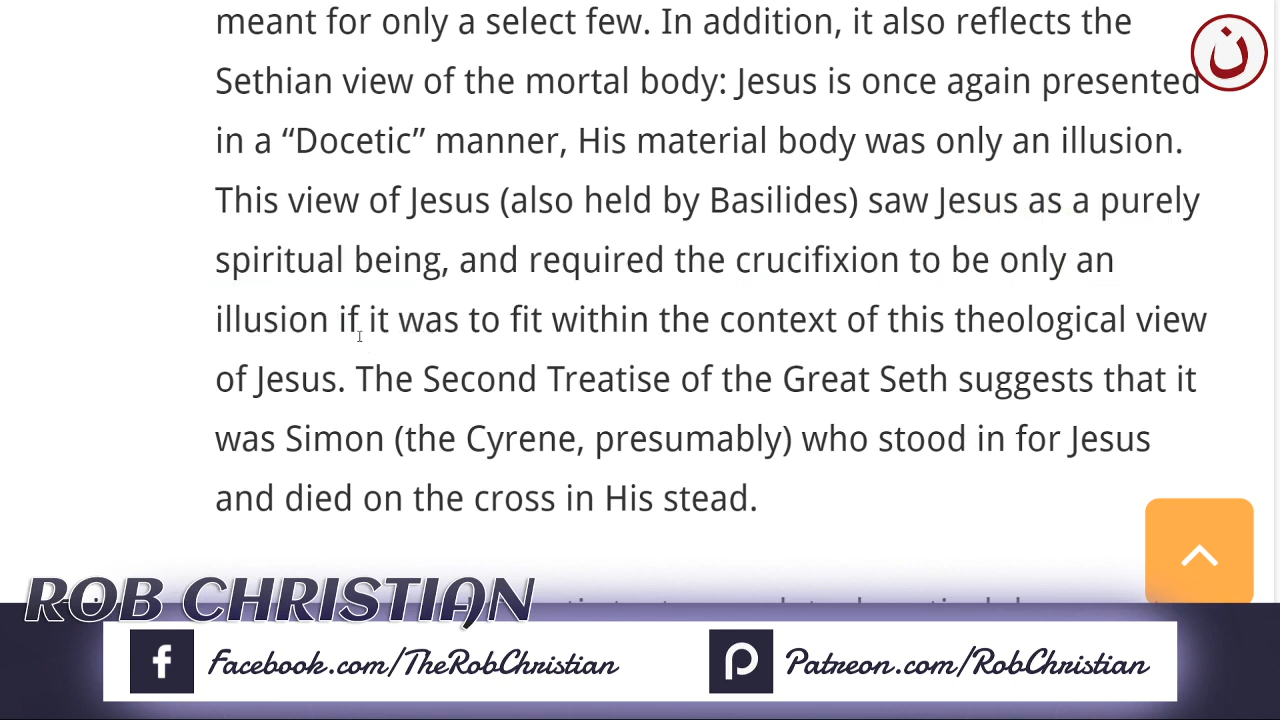 meant for only a select few. In addition, it also reflects the
Sethian view of the mortal body: Jesus is once again presented
in a “Docetic” manner, His material body was only an illusion.
This view of Jesus (also held by Basilides) saw Jesus as a purely
spiritual being, and required the crucifixion to be only an
illusion if it was to fit within the context of this theological view
of Jesus. The Second Treatise of the Great Seth suggests that it
was Simon (the Cyrene, presumably) who stood in for Jesus
and died on the cross in His stead.
ROB CHRISTIAN
Facebook.com/TheRobChristian
Patreon.com/RobChristian
ن